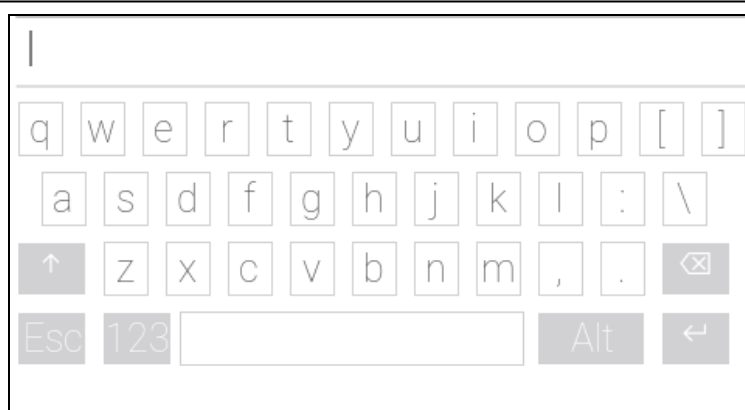 q w e r t y u i o p [ ]
a s d f g h j k l : \
↑ z x c v b n m , . ⌫
Esc 123 Alt ↵